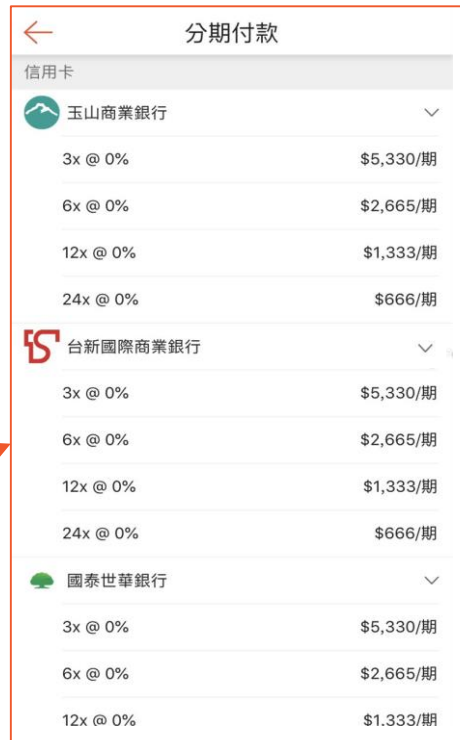 分期付款
信用卡
玉山商業銀行
3x @ 0% $5,330/期
6x @ 0% $2,665/期
12x @ 0% $1,333/期
24x @ 0% $666/期
台新國際商業銀行
3x @ 0% $5,330/期
6x @ 0% $2,665/期
12x @ 0% $1,333/期
24x @ 0% $666/期
國泰世華銀行
3x @ 0% $5,330/期
6x @ 0% $2,665/期
12x @ 0% $1,333/期